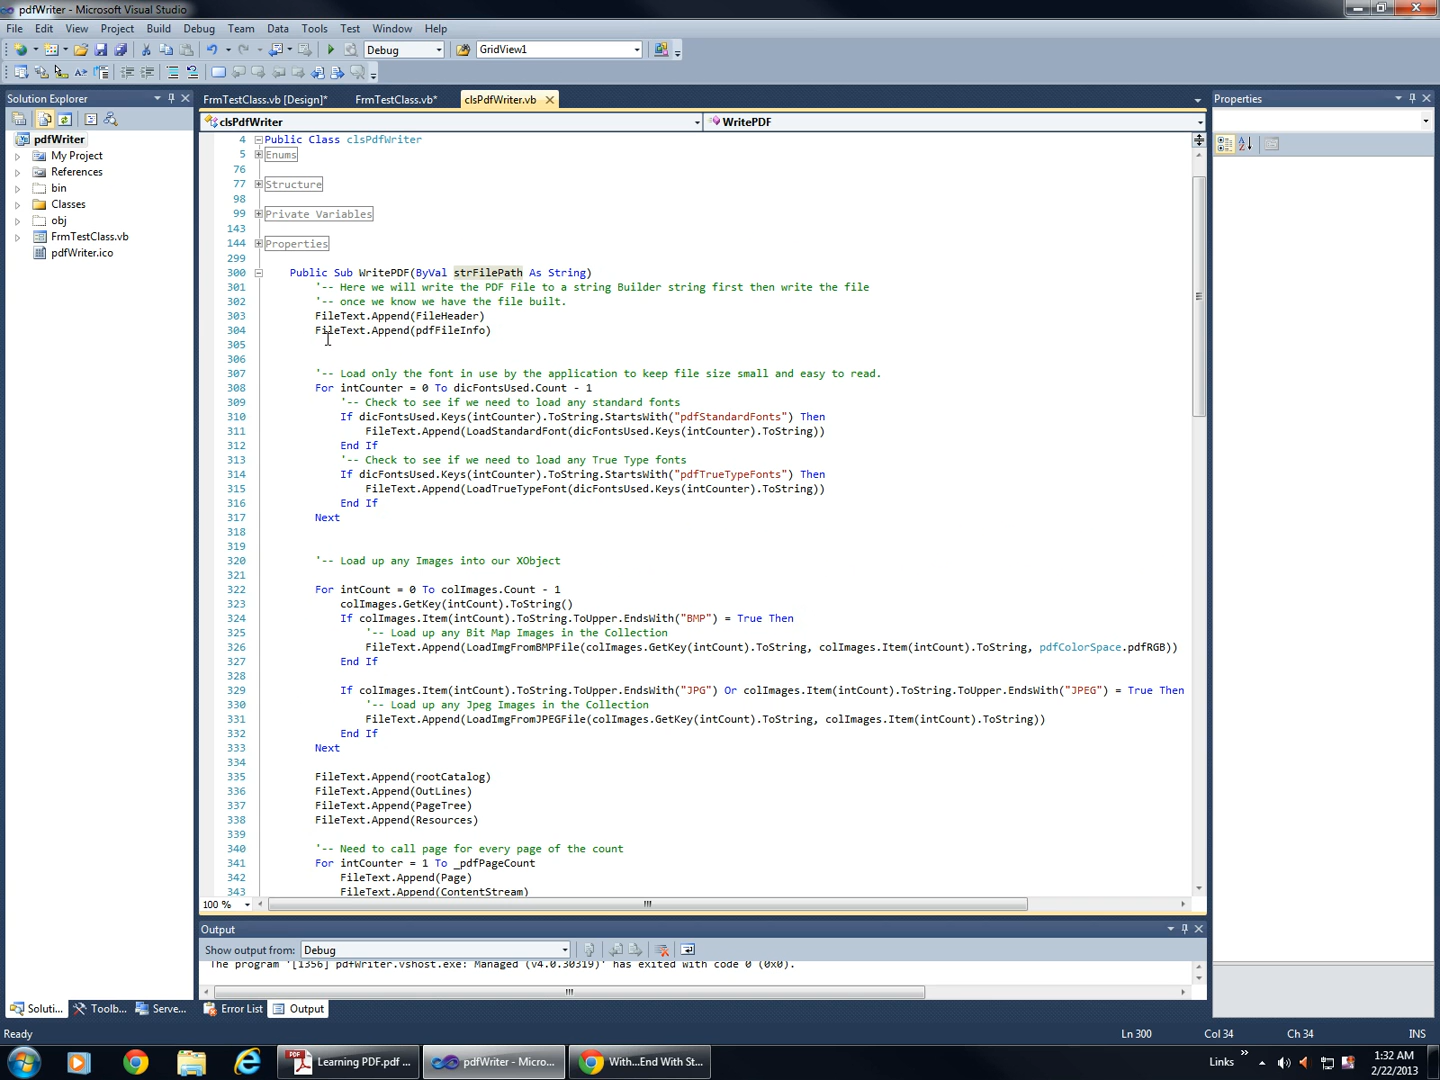 pdfWriter - Microsoft Visual Studio
File Edit View Project Build Debug Team Data Tools Test Window Help
Debug GridView1
Solution Explorer
pdfWriter
My Project
References
bin
Classes
obj
FrmTestClass.vb
pdfWriter.ico
FrmTestClass.vb [Design]* FrmTestClass.vb* clsPdfWriter.vb
clsPdfWriter WritePDF
4 Public Class clsPdfWriter
5 Enums
76
77 Structure
98
99 Private Variables
143
144 Properties
299
300 Public Sub WritePDF(ByVal strFilePath As String)
301 '-- Here we will write the PDF File to a string Builder string first then write the file
302 '-- once we know we have the file built.
303 FileText.Append(FileHeader)
304 FileText.Append(pdfFileInfo)
305
306
307 '-- Load only the font in use by the application to keep file size small and easy to read.
308 For intCounter = 0 To dicFontsUsed.Count - 1
309 '-- Check to see if we need to load any standard fonts
310 If dicFontsUsed.Keys(intCounter).ToString.StartsWith("pdfStandardFonts") Then
311 FileText.Append(LoadStandardFont(dicFontsUsed.Keys(intCounter).ToString))
312 End If
313 '-- Check to see if we need to load any True Type fonts
314 If dicFontsUsed.Keys(intCounter).ToString.StartsWith("pdfTrueTypeFonts") Then
315 FileText.Append(LoadTrueTypeFont(dicFontsUsed.Keys(intCounter).ToString))
316 End If
317 Next
318
319
320 '-- Load up any Images into our XObject
321
322 For intCount = 0 To colImages.Count - 1
323 colImages.GetKey(intCount).ToString()
324 If colImages.Item(intCount).ToString.ToUpper.EndsWith("BMP") = True Then
325 '-- Load up any Bit Map Images in the Collection
326 FileText.Append(LoadImgFromBMPFile(colImages.GetKey(intCount).ToString, colImages.Item(intCount).ToString, pdfColorSpace.pdfRGB))
327 End If
328
329 If colImages.Item(intCount).ToString.ToUpper.EndsWith("JPG") Or colImages.Item(intCount).ToString.ToUpper.EndsWith("JPEG") = True Then
330 '-- Load up any Jpeg Images in the Collection
331 FileText.Append(LoadImgFromJPEGFile(colImages.GetKey(intCount).ToString, colImages.Item(intCount).ToString))
332 End If
333 Next
334
335 FileText.Append(rootCatalog)
336 FileText.Append(OutLines)
337 FileText.Append(PageTree)
338 FileText.Append(Resources)
339
340 '-- Need to call page for every page of the count
341 For intCounter = 1 To _pdfPageCount
342 FileText.Append(Page)
343 FileText.Append(ContentStream)
100 %
Properties
Output
Show output from: Debug
The program '[1356] pdfWriter.vshost.exe: Managed (v4.0.30319)' has exited with code 0 (0x0).
Soluti... Toolb... Serve... Error List Output
Ready Ln 300 Col 34 Ch 34 INS
Learning PDF.pdf ... pdfWriter - Micro... With...End With St... Links » 1:32 AM
2/22/2013